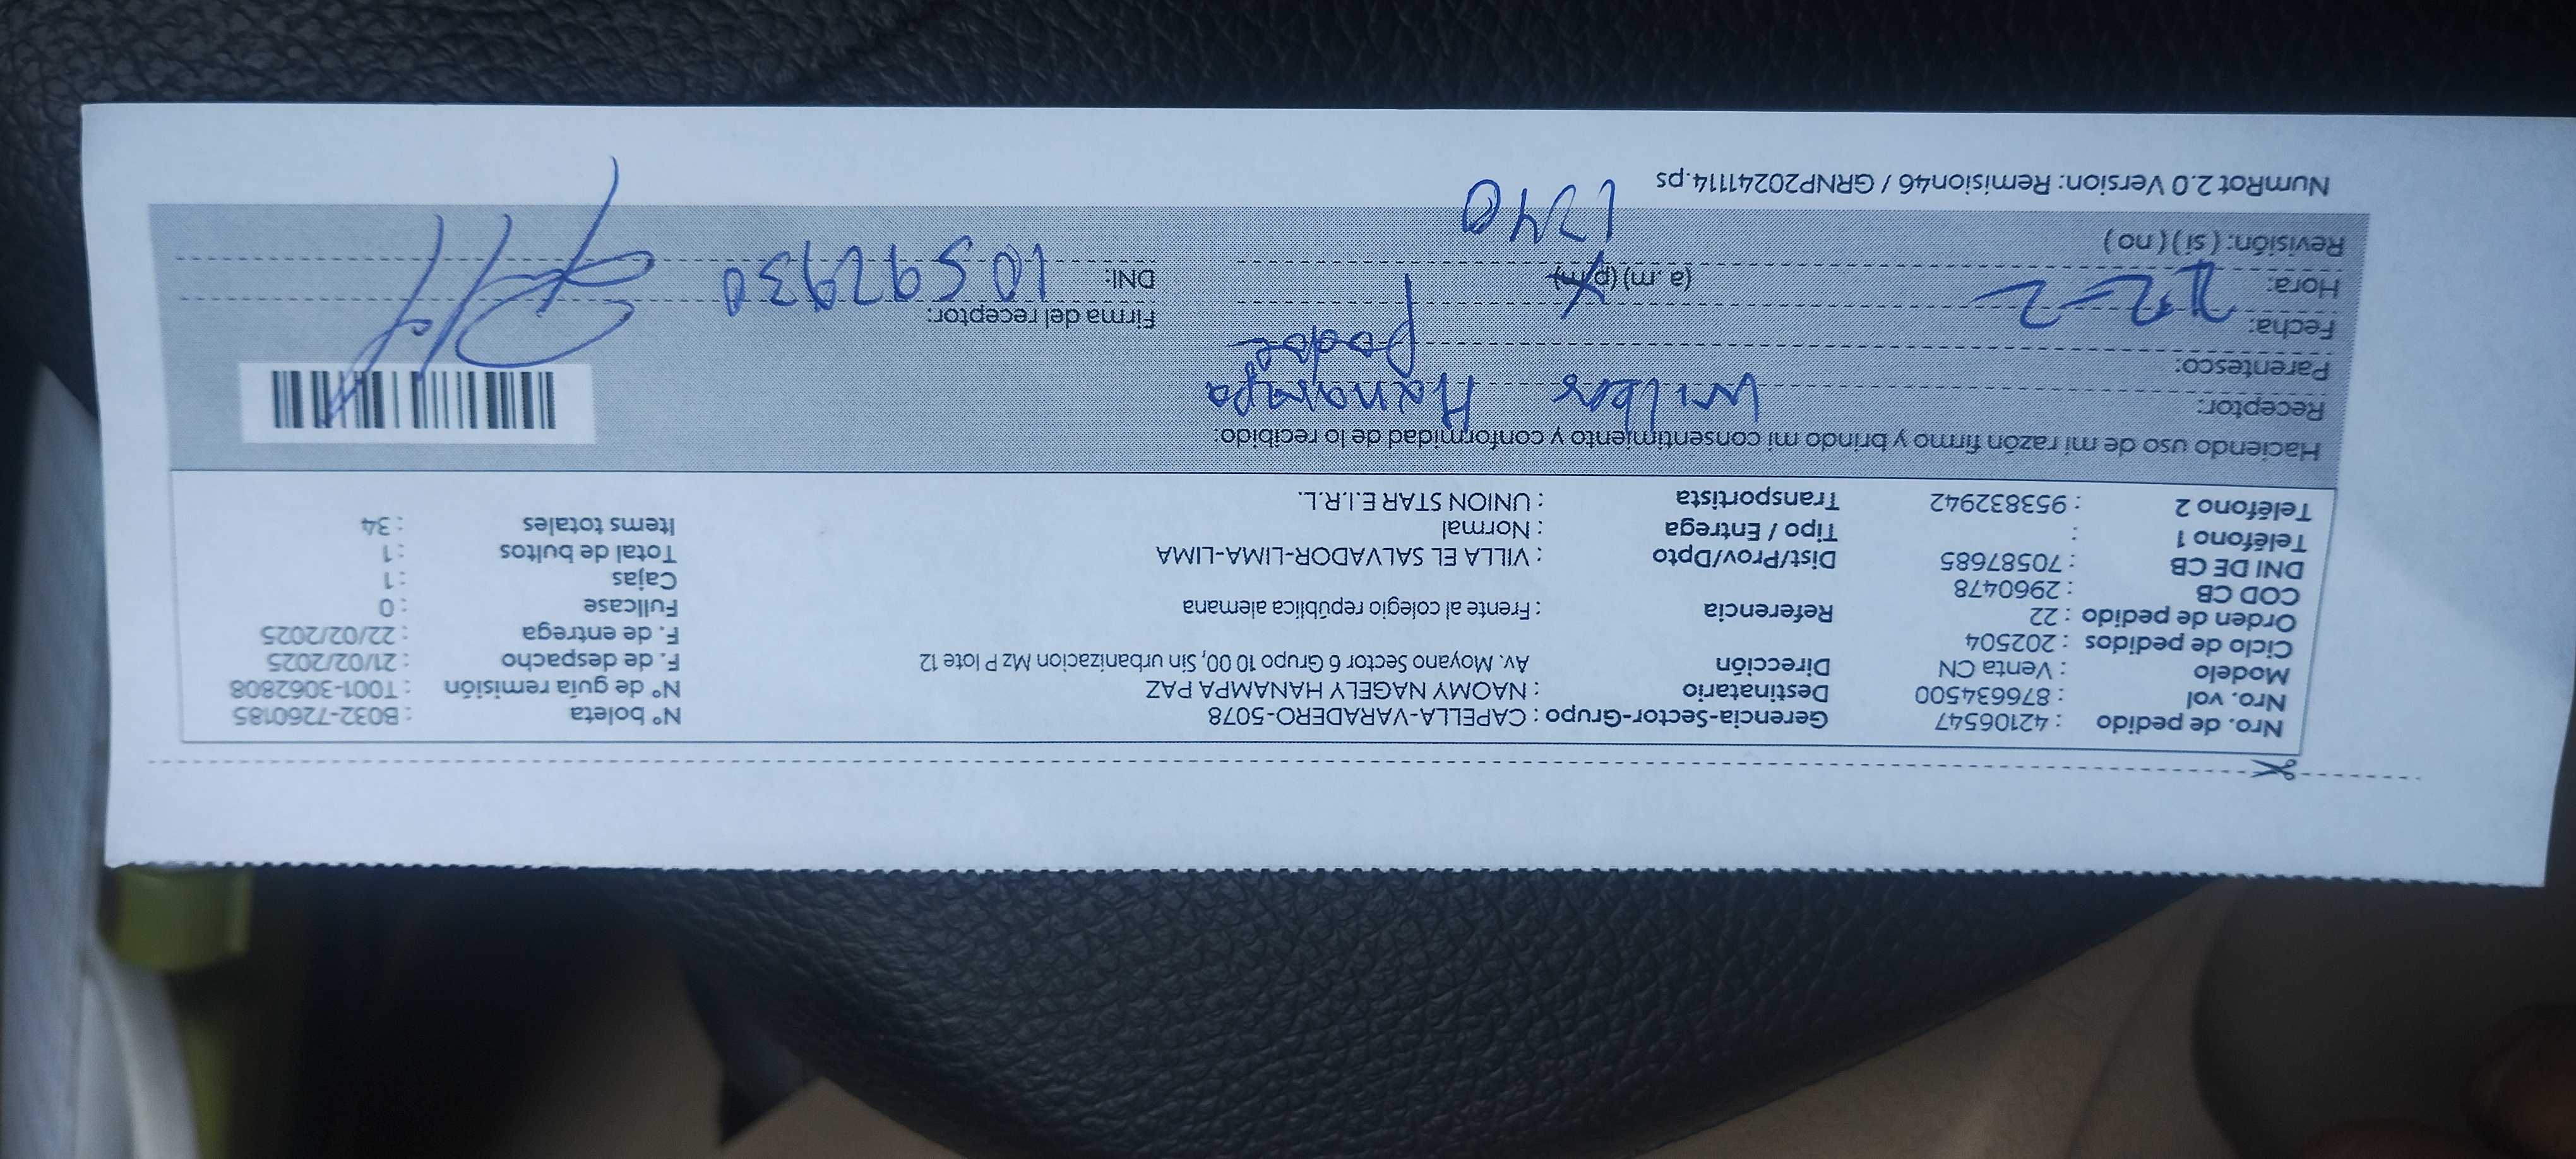 Nro. de pedido : 42106547 Gerencia-Sector-Grupo : CAPELLA-VARADERO-5078 N° boleta : B032-7260185
Nro. vol : 876634500 Destinatario : NAOMY NAGELY HANAMPA PAZ N° de guía remisión : T001-3062808
Modelo : Venta CN Dirección Av. Moyano Sector 6 Grupo 10 00, Sin urbanizacion Mz P lote 12 F. de despacho : 21/02/2025
Ciclo de pedidos : 202504 F. de entrega : 22/02/2025
Orden de pedido : 22 Referencia : Frente al colegio república alemana Fullcase : 0
COD CB : 2960478 Cajas : 1
DNI DE CB : 70587685 Dist/Prov/Dpto : VILLA EL SALVADOR-LIMA-LIMA Total de bultos : 1
Teléfono 1 : Tipo / Entrega : Normal Items totales : 34
Teléfono 2 : 953832942 Transportista : UNION STAR E.I.R.L.
Haciendo uso de mi razón firmo y brindo mi consentimiento y conformidad de lo recibido:
Receptor: Wilber Hanampa
Parentesco: Padre
Fecha: 22-2 Firma del receptor:
Hora: 1240 (a. m) (p. m) DNI: 10592930
Revisión: ( si ) ( no )
NumRot 2.0 Version: Remision46 / GRNP20241114.ps